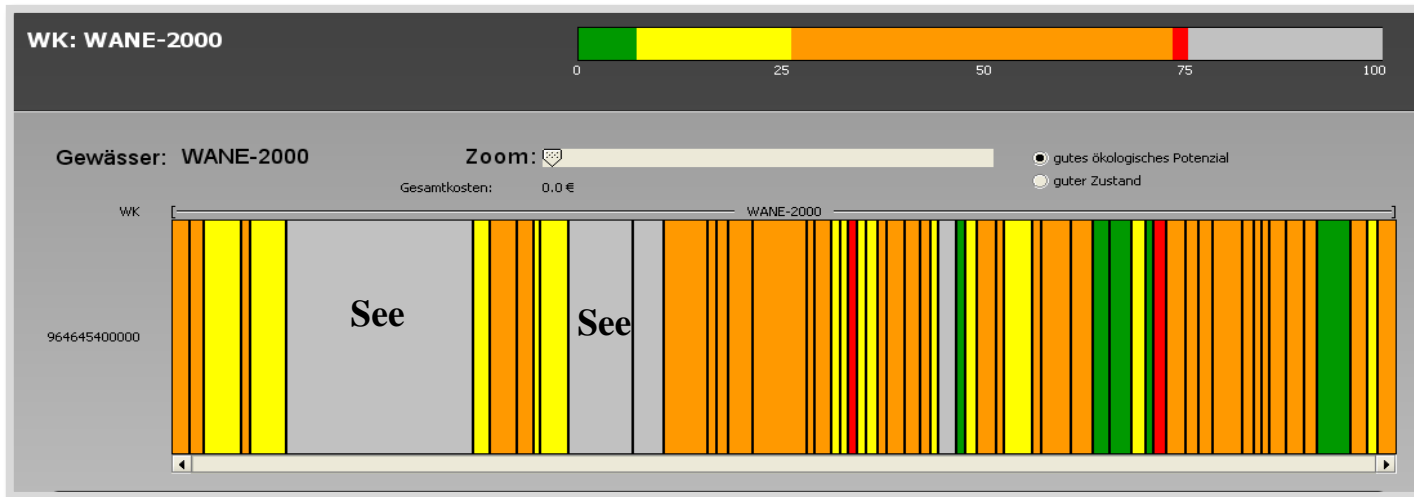 WK: WANE-2000
0 25 50 75 100
Gewässer: WANE-2000 Zoom: gutes ökologisches Potenzial
Gesamtkosten: 0.0 € guter Zustand
WK [ WANE-2000 ]
See See
964645400000